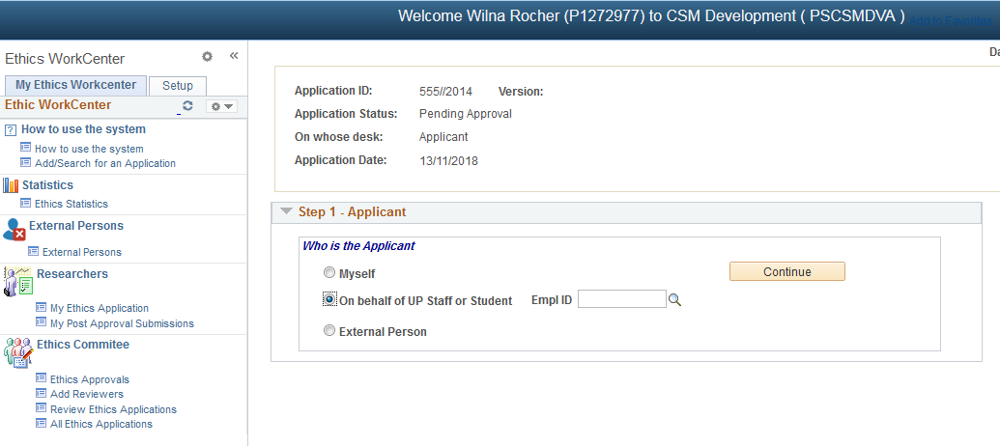 Welcome Wilna Rocher (P1272977) to CSM Development ( PSCSMDVA )
Add to Favorites
Ethics WorkCenter
«
My Ethics Workcenter
Setup
Ethic WorkCenter
? How to use the system
How to use the system
Add/Search for an Application
Statistics
Ethics Statistics
External Persons
External Persons
Researchers
My Ethics Application
My Post Approval Submissions
Ethics Commitee
Ethics Approvals
Add Reviewers
Review Ethics Applications
All Ethics Applications
Da
Application ID: 555//2014 Version:
Application Status: Pending Approval
On whose desk: Applicant
Application Date: 13/11/2018
Step 1 - Applicant
Who is the Applicant
Myself
Continue
On behalf of UP Staff or Student Empl ID
External Person